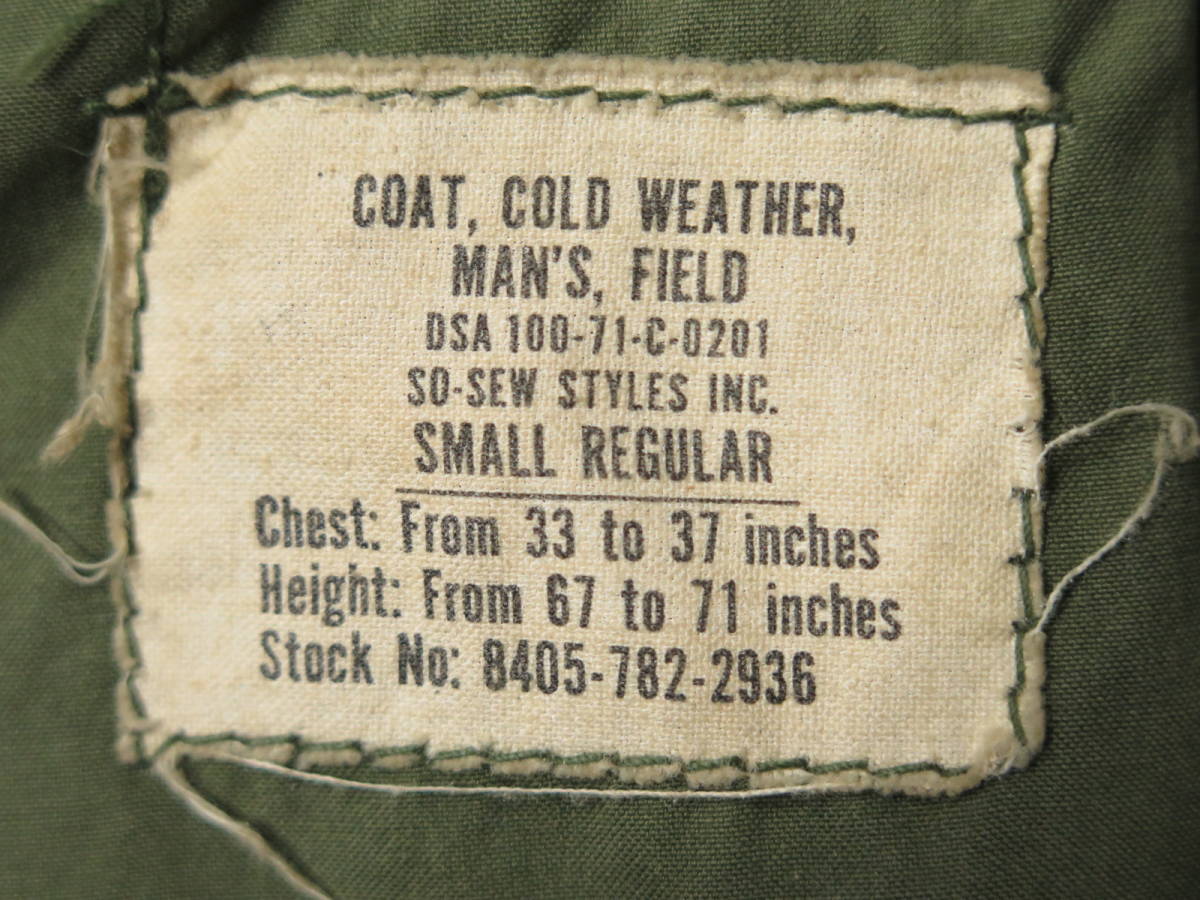 COAT, COLD WEATHER,
MAN'S, FIELD
DSA 100-71-C-0201
SO-SEW STYLES INC.
SMALL REGULAR
Chest: From 33 to 37 inches
Height: From 67 to 71 inches
Stock No: 8405-782-2936